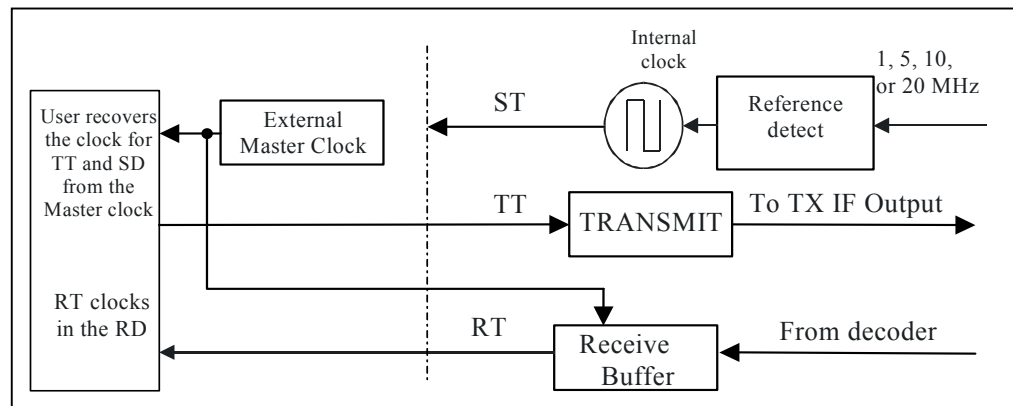 User recovers
the clock for
TT and SD
from the
Master clock
RT clocks
in the RD
External
Master Clock
ST
Internal
clock
Reference
detect
1, 5, 10,
or 20 MHz
TT
TRANSMIT
To TX IF Output
RT
Receive
Buffer
From decoder